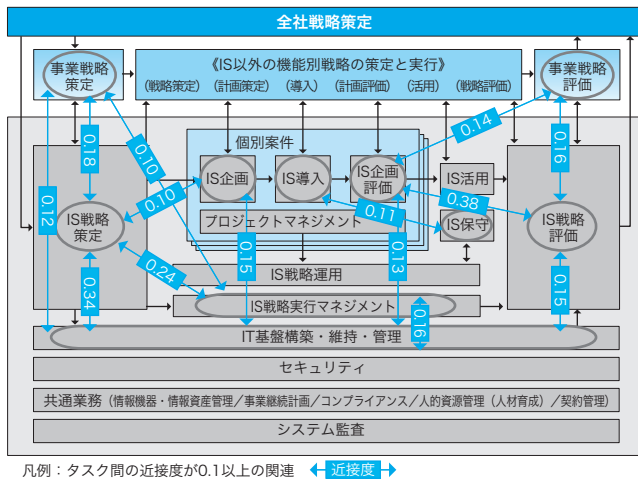 全社戦略策定
事業戦略
策定
《IS以外の機能別戦略の策定と実行》
(戦略策定) (計画策定) (導入) (計画評価) (活用) (戦略評価)
事業戦略
評価
0.18
0.10
0.12
0.14
0.16
個別案件
IS企画
IS導入
IS企画
評価
IS活用
0.10
0.38
プロジェクトマネジメント
0.11
IS保守
IS戦略
策定
IS戦略
評価
0.24
0.15
0.13
0.34
0.15
IS戦略運用
IS戦略実行マネジメント
0.16
IT基盤構築・維持・管理
セキュリティ
共通業務(情報機器・情報資産管理／事業継続計画／コンプライアンス／人的資源管理(人材育成)／契約管理)
システム監査
凡例：タスク間の近接度が0.1以上の関連 近接度